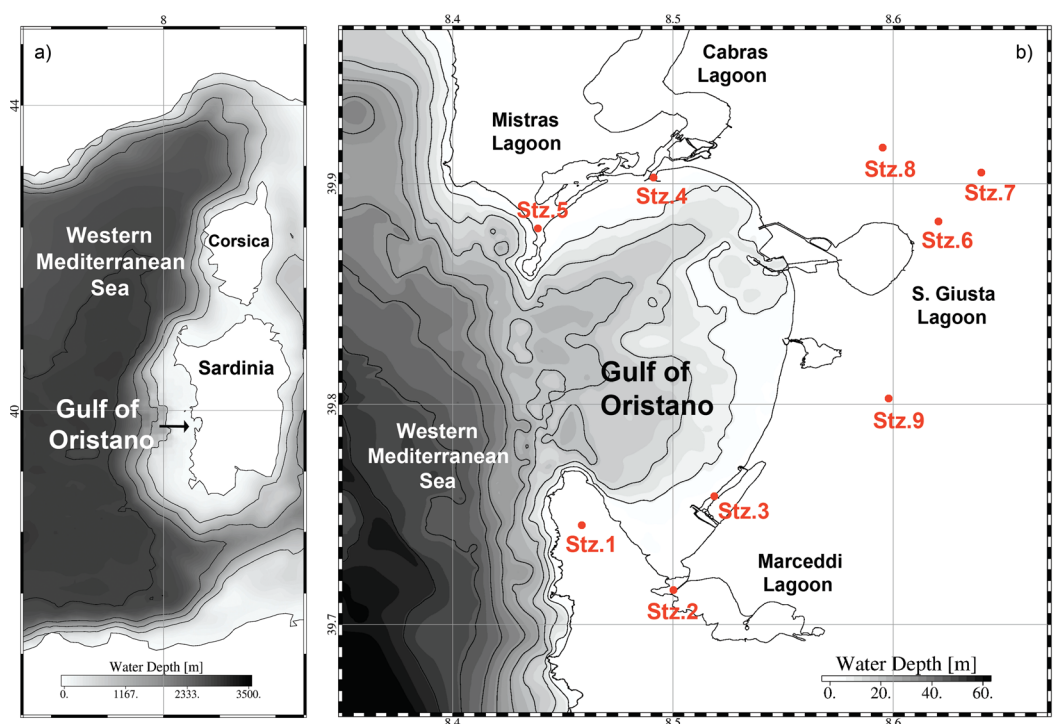 8
a)
44
Western
Mediterranean
Sea
Corsica
Sardinia
40
Gulf of
Oristano
Water Depth [m]
0. 1167. 2333. 3500.
8.4 8.5 8.6
b)
Cabras
Lagoon
Mistras
Lagoon
Stz.8
39.9
Stz.4
Stz.7
Stz.5
Stz.6
S. Giusta
Lagoon
Gulf of
Oristano
39.8
Stz.9
Western
Mediterranean
Sea
Stz.3
Stz.1
Marceddi
Lagoon
Stz.2
39.7
Water Depth [m]
0. 20. 40. 60.
8.4 8.5 8.6